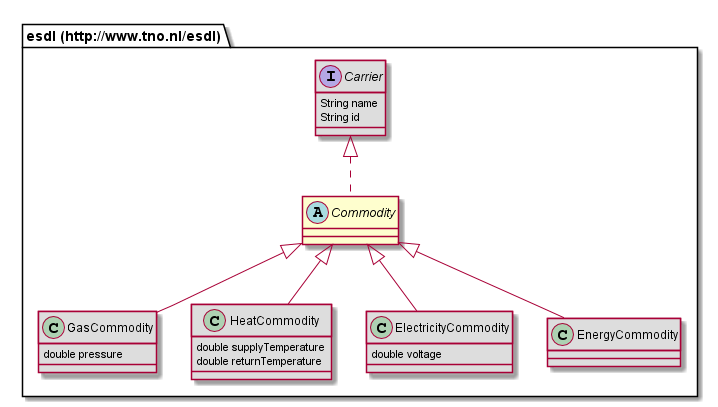 esdl (http://www.tno.nl/esdl)
I Carrier
String name
String id
A Commodity
C GasCommodity
double pressure
C HeatCommodity
double supplyTemperature
double returnTemperature
C ElectricityCommodity
double voltage
C EnergyCommodity